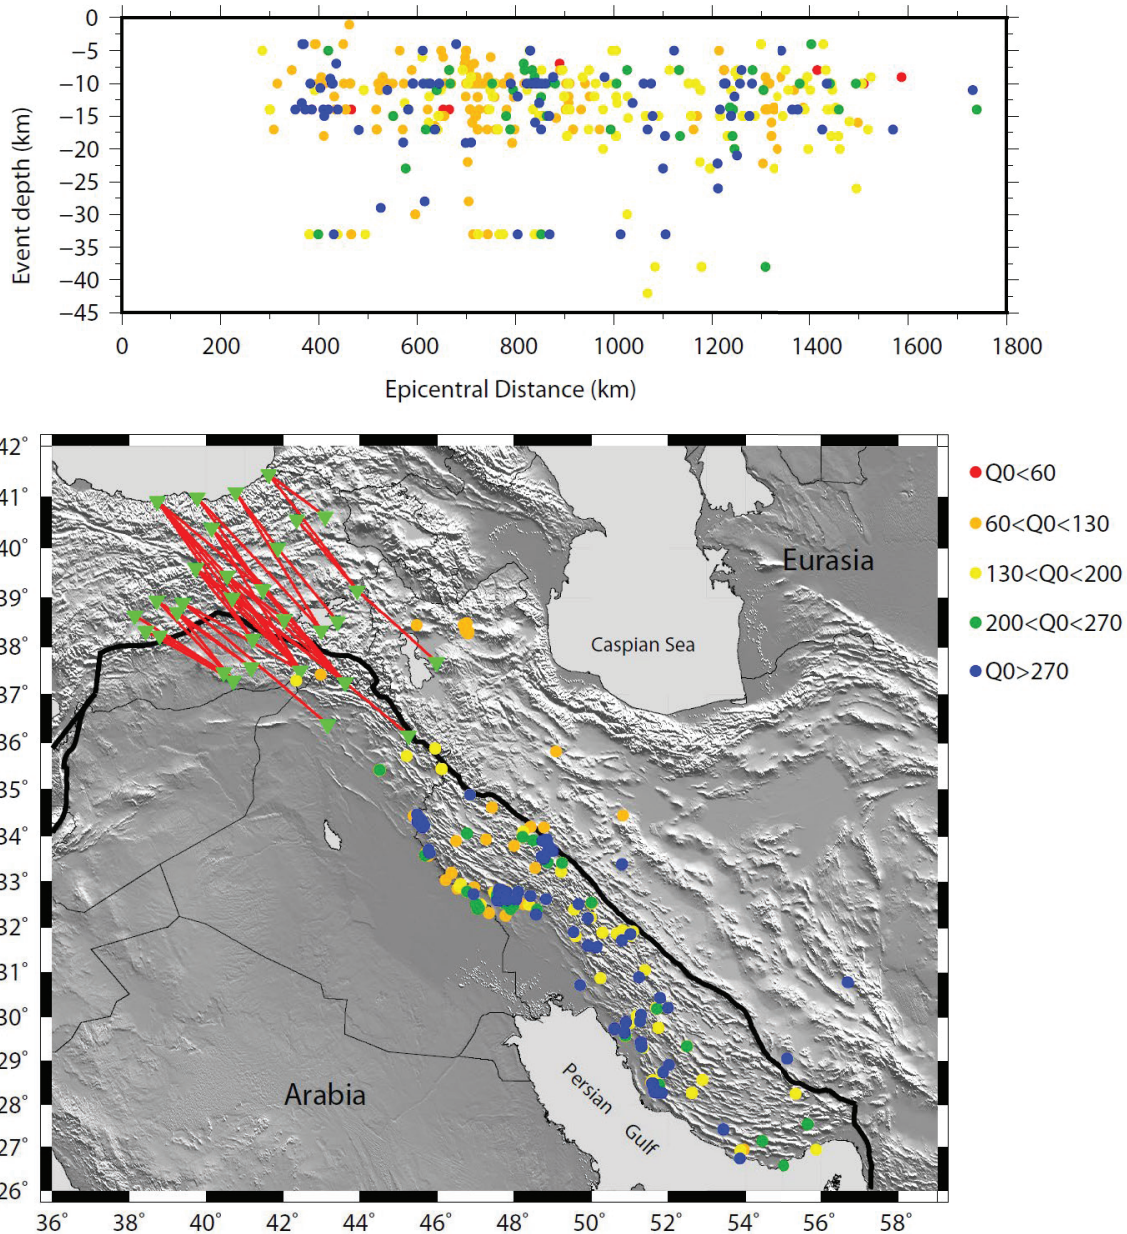 0
−5
−10
−15
−20
−25
−30
−35
−40
−45
Event depth (km)
0 200 400 600 800 1000 1200 1400 1600 1800
Epicentral Distance (km)
42°
41°
40°
39°
38°
37°
36°
35°
34°
33°
32°
31°
30°
29°
28°
27°
26°
36° 38° 40° 42° 44° 46° 48° 50° 52° 54° 56° 58°
Eurasia
Caspian Sea
Arabia
Persian
Gulf
Q0<60
60<Q0<130
130<Q0<200
200<Q0<270
Q0>270